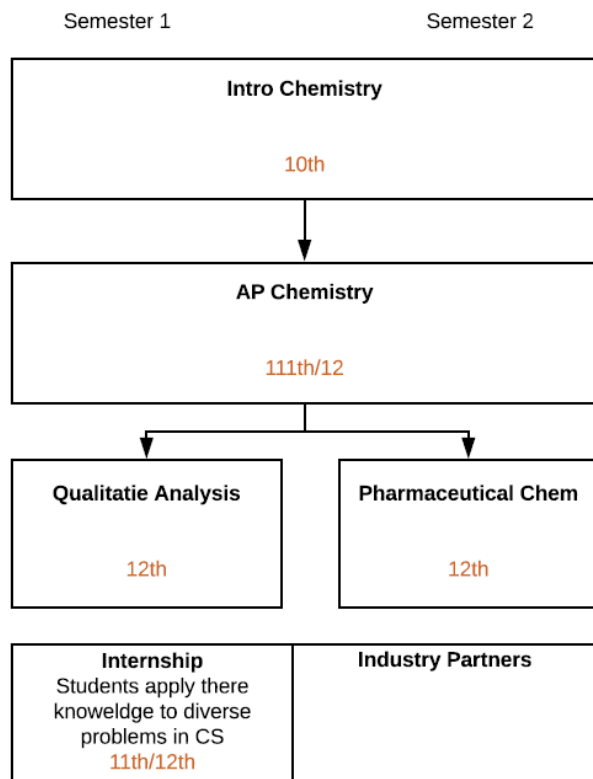 Semester 1
Semester 2
Intro Chemistry
10th
AP Chemistry
111th/12
Qualitatie Analysis
12th
Pharmaceutical Chem
12th
Internship
Students apply there
knoweldge to diverse
problems in CS
11th/12th
Industry Partners